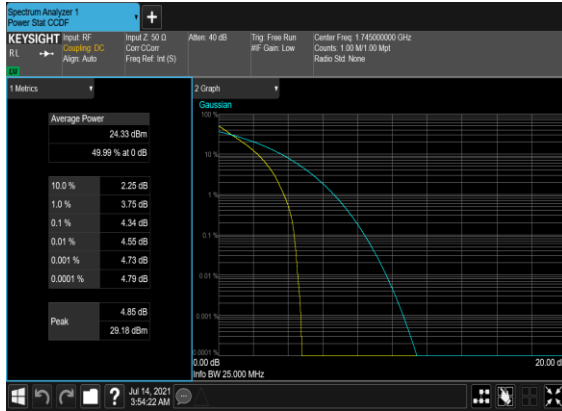 Spectrum Analyzer 1
Power Stat CCDF
KEYSIGHT Input: RF Input Z: 50 Ω Atten: 40 dB Trig: Free Run Center Freq: 1.745000000 GHz
RL Coupling: DC Corr CCorr #IF Gain: Low Counts: 1.00 M/1.00 Mpt
Align: Auto Freq Ref: Int (S) Radio Std: None
1 Metrics
2 Graph
Average Power
24.33 dBm
49.99 % at 0 dB
10.0 % 2.25 dB
1.0 % 3.75 dB
0.1 % 4.34 dB
0.01 % 4.55 dB
0.001 % 4.73 dB
0.0001 % 4.79 dB
Peak
4.85 dB
29.18 dBm
Gaussian
100 %
10 %
1 %
0.1 %
0.01 %
0.001 %
0.0001 %
0.00 dB 20.00 d
Info BW 25.000 MHz
? Jul 14, 2021
3:54:22 AM